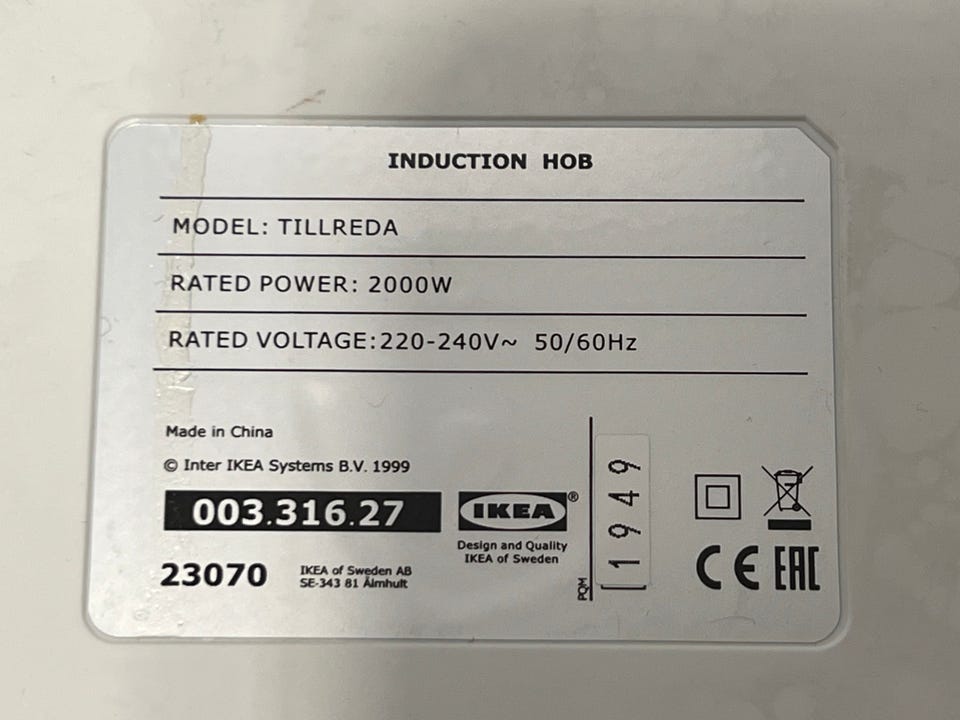 INDUCTION HOB
MODEL: TILLREDA
RATED POWER: 2000W
RATED VOLTAGE:220-240V~ 50/60Hz
Made in China
© Inter IKEA Systems B.V. 1999
003.316.27
IKEA®
Design and Quality
IKEA of Sweden
23070
IKEA of Sweden AB
SE-343 81 Älmhult
PQM
1949
CE EAC